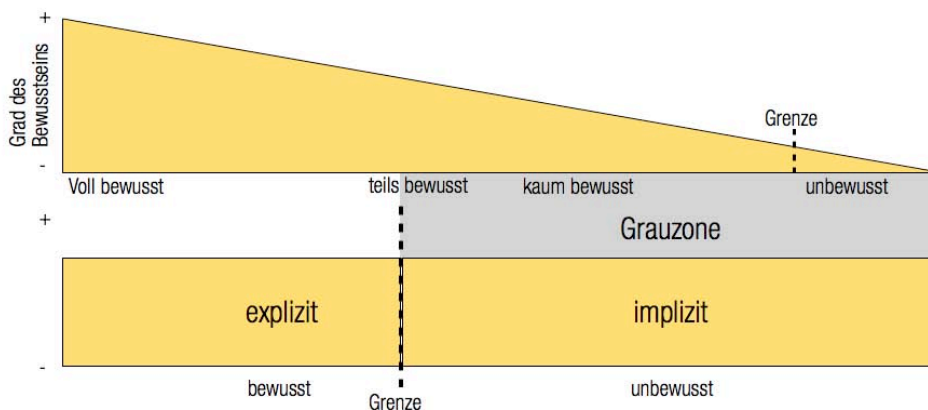 +
Grad des
Bewusstseins
-
Grenze
Voll bewusst teils bewusst kaum bewusst unbewusst
+
Grauzone
explizit implizit
-
bewusst unbewusst
Grenze